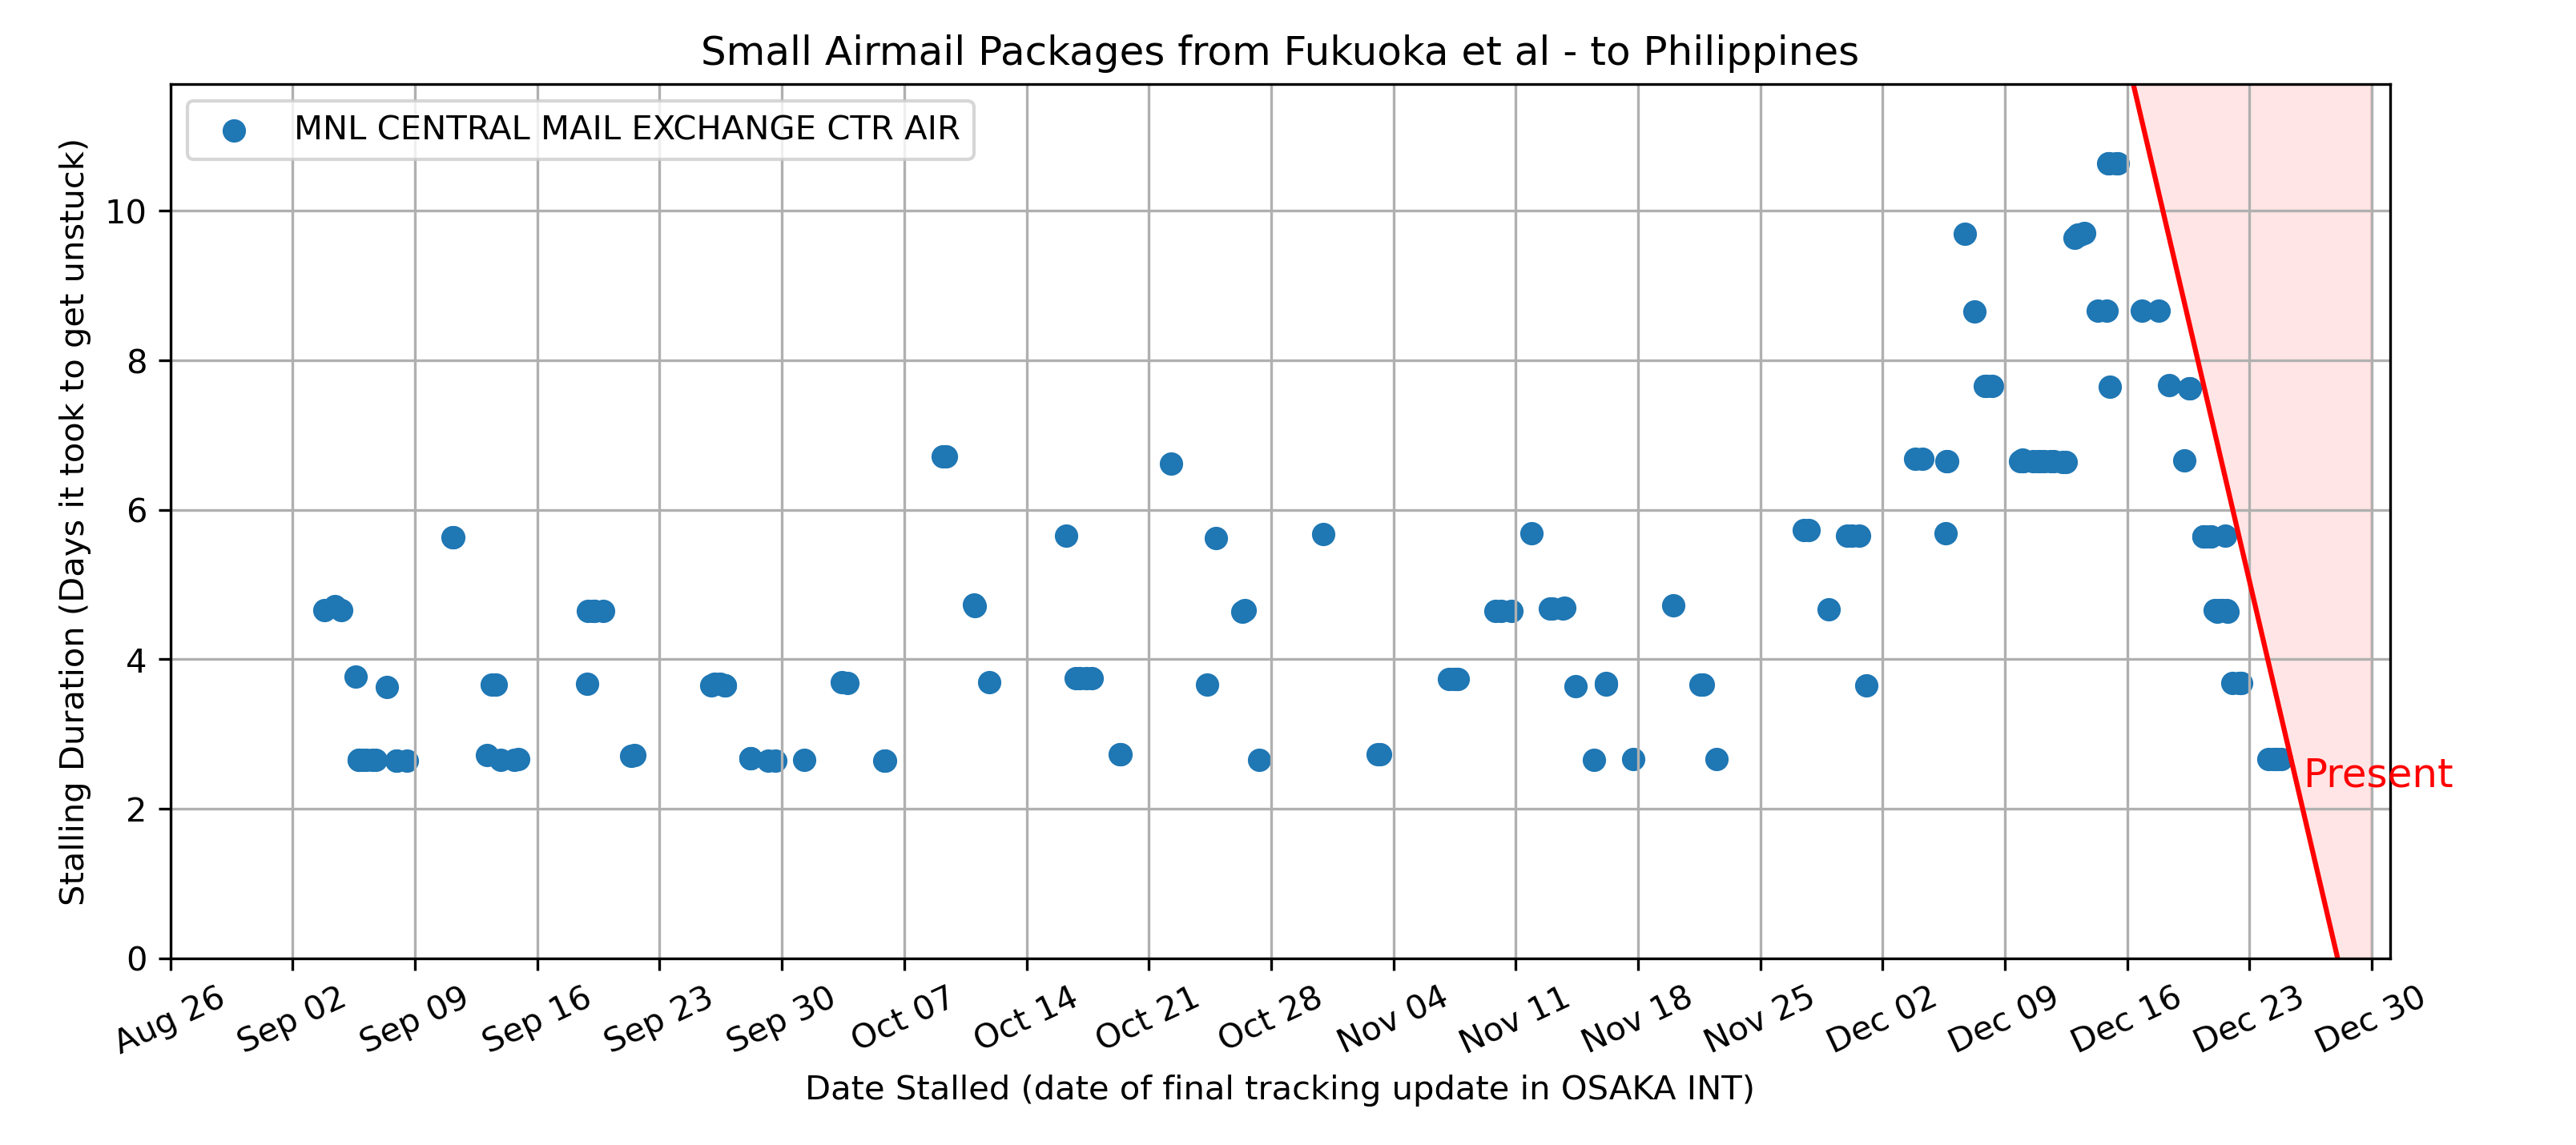 Small Airmail Packages from Fukuoka et al - to Philippines
MNL CENTRAL MAIL EXCHANGE CTR AIR
Stalling Duration (Days it took to get unstuck)
10
8
6
4
2
0
Present
Aug 26
Sep 02
Sep 09
Sep 16
Sep 23
Sep 30
Oct 07
Oct 14
Oct 21
Oct 28
Nov 04
Nov 11
Nov 18
Nov 25
Dec 02
Dec 09
Dec 16
Dec 23
Dec 30
Date Stalled (date of final tracking update in OSAKA INT)